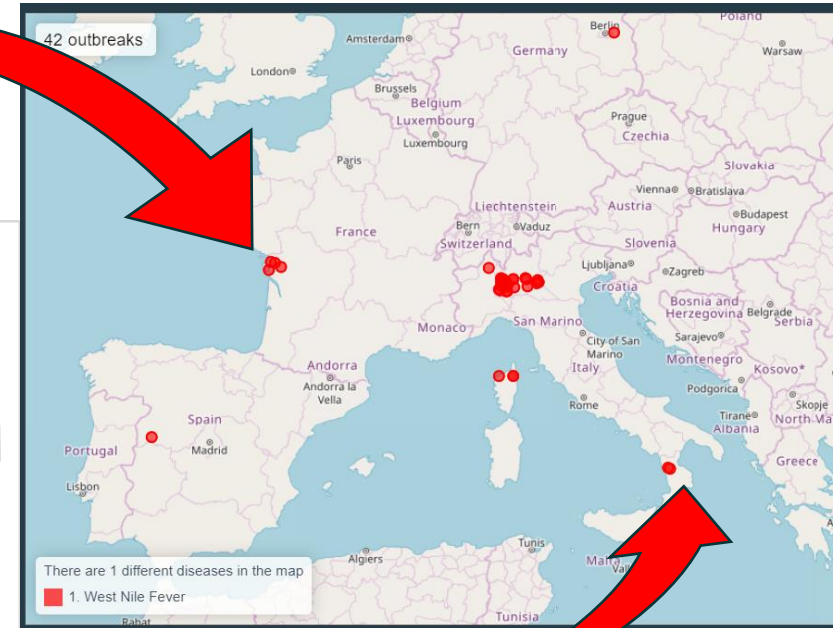 42 outbreaks
Berlin
Poland
Amsterdam
Germany
Warsaw
London
Brussels
Belgium
Luxembourg
Prague
Czechia
Luxembourg
Paris
Slovakia
Vienna
Bratislava
Liechtenstein
Austria
Budapest
Bern
Vaduz
Hungary
France
Switzerland
Slovenia
Ljubljana
Zagreb
Croatia
Bosnia and
Herzegovina
Belgrade
Serbia
Monaco
San Marino
City of San
Marino
Sarajevo
Montenegro
Kosovo*
Andorra
Andorra la
Vella
Italy
Podgorica
Rome
Skopje
Tirane
North Ma
Albania
Spain
Madrid
Portugal
Greece
Lisbon
Tunis
Algiers
Malta
Val
There are 1 different diseases in the map
1. West Nile Fever
Tunisia
Rabat